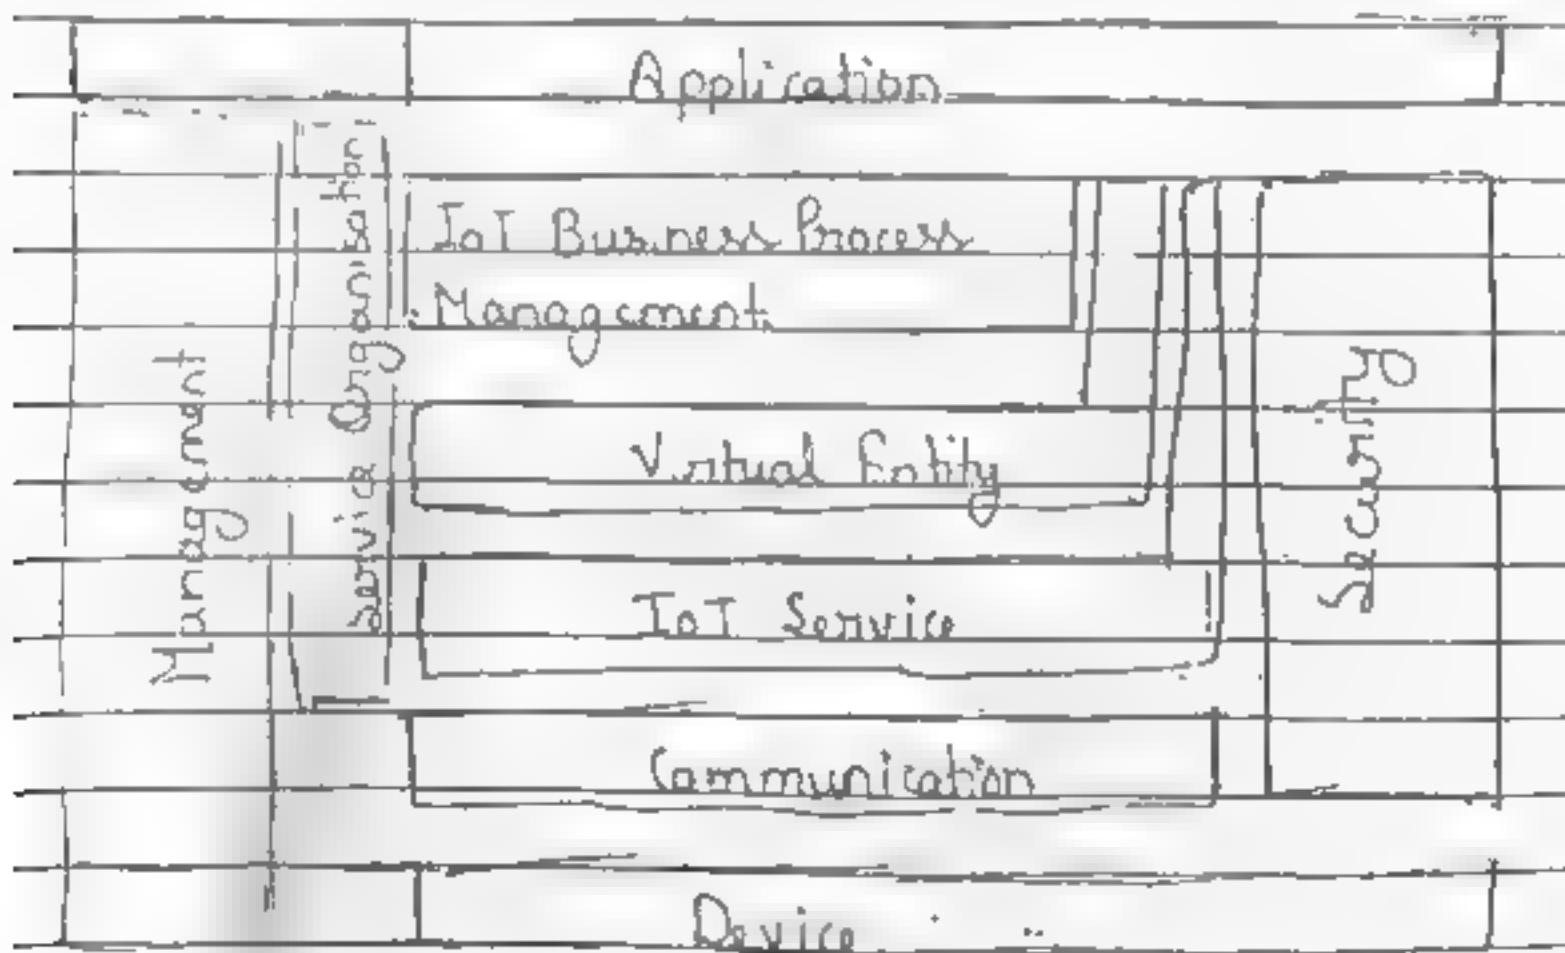 Application
Management
Service Organisation
IoT Business Process
Management
Virtual Entity
IoT Service
Communication
Security
Device